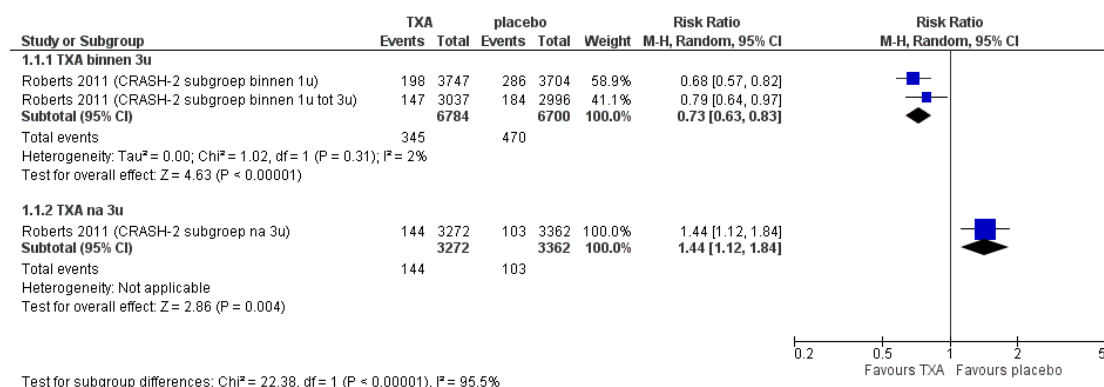 TXA placebo Risk Ratio Risk Ratio
Study or Subgroup Events Total Events Total Weight M-H, Random, 95% CI M-H, Random, 95% CI
1.1.1 TXA binnen 3u
Roberts 2011 (CRASH-2 subgroep binnen 1u) 198 3747 286 3704 58.9% 0.68 [0.57, 0.82]
Roberts 2011 (CRASH-2 subgroep binnen 1u tot 3u) 147 3037 184 2996 41.1% 0.79 [0.64, 0.97]
Subtotal (95% CI) 6784 6700 100.0% 0.73 [0.63, 0.83]
Total events 345 470
Heterogeneity: Tau² = 0.00; Chi² = 1.02, df = 1 (P = 0.31); I² = 2%
Test for overall effect: Z = 4.63 (P < 0.00001)
1.1.2 TXA na 3u
Roberts 2011 (CRASH-2 subgroep na 3u) 144 3272 103 3362 100.0% 1.44 [1.12, 1.84]
Subtotal (95% CI) 3272 3362 100.0% 1.44 [1.12, 1.84]
Total events 144 103
Heterogeneity: Not applicable
Test for overall effect: Z = 2.86 (P = 0.004)
0.2 0.5 1 2 5
Favours TXA Favours placebo
Test for subgroup differences: Chi² = 22.38, df = 1 (P < 0.00001), I² = 95.5%